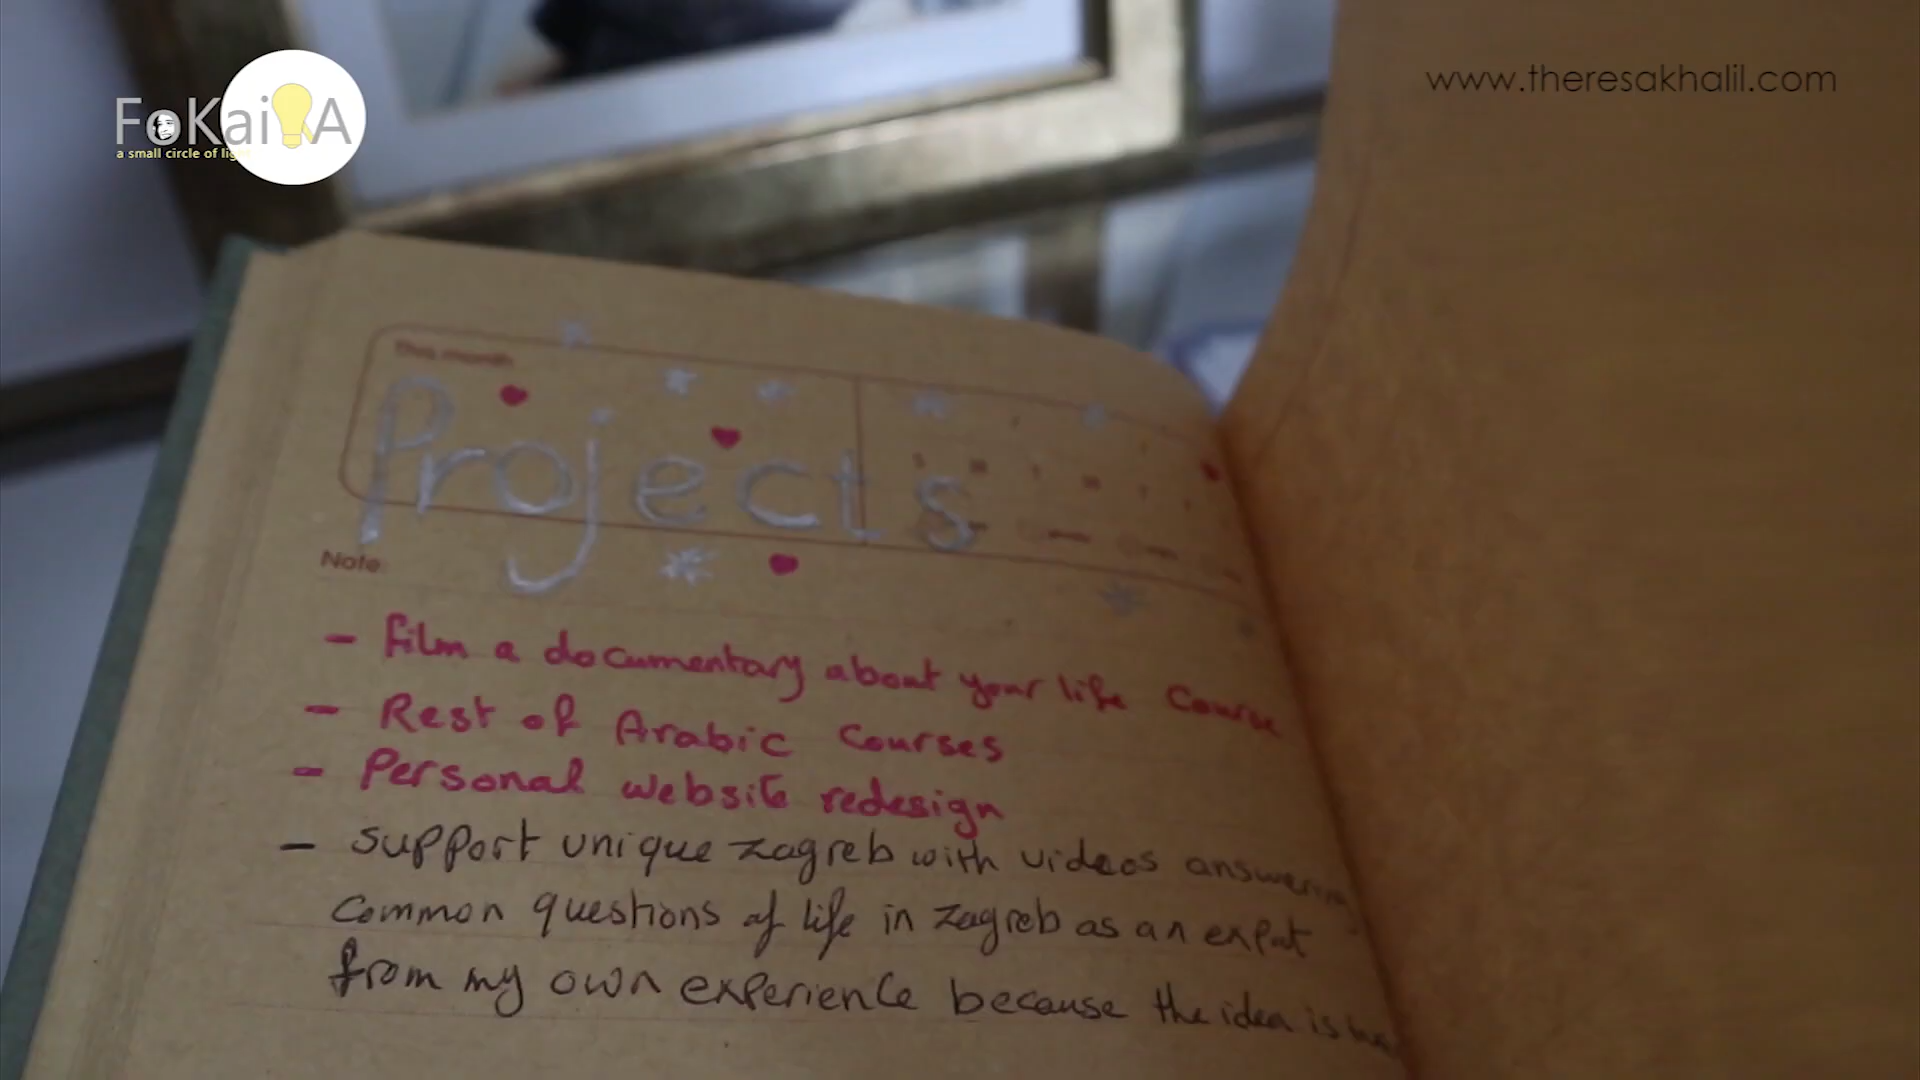 FoKaiA
a small circle of light
www.theresakhalil.com
This month
Projects
Note:
- film a documentary about your life Course
- Rest of Arabic Courses
- Personal website redesign
- support unique zagreb with videos answering
Common questions of life in zagreb as an expat
from my own experience because the idea is